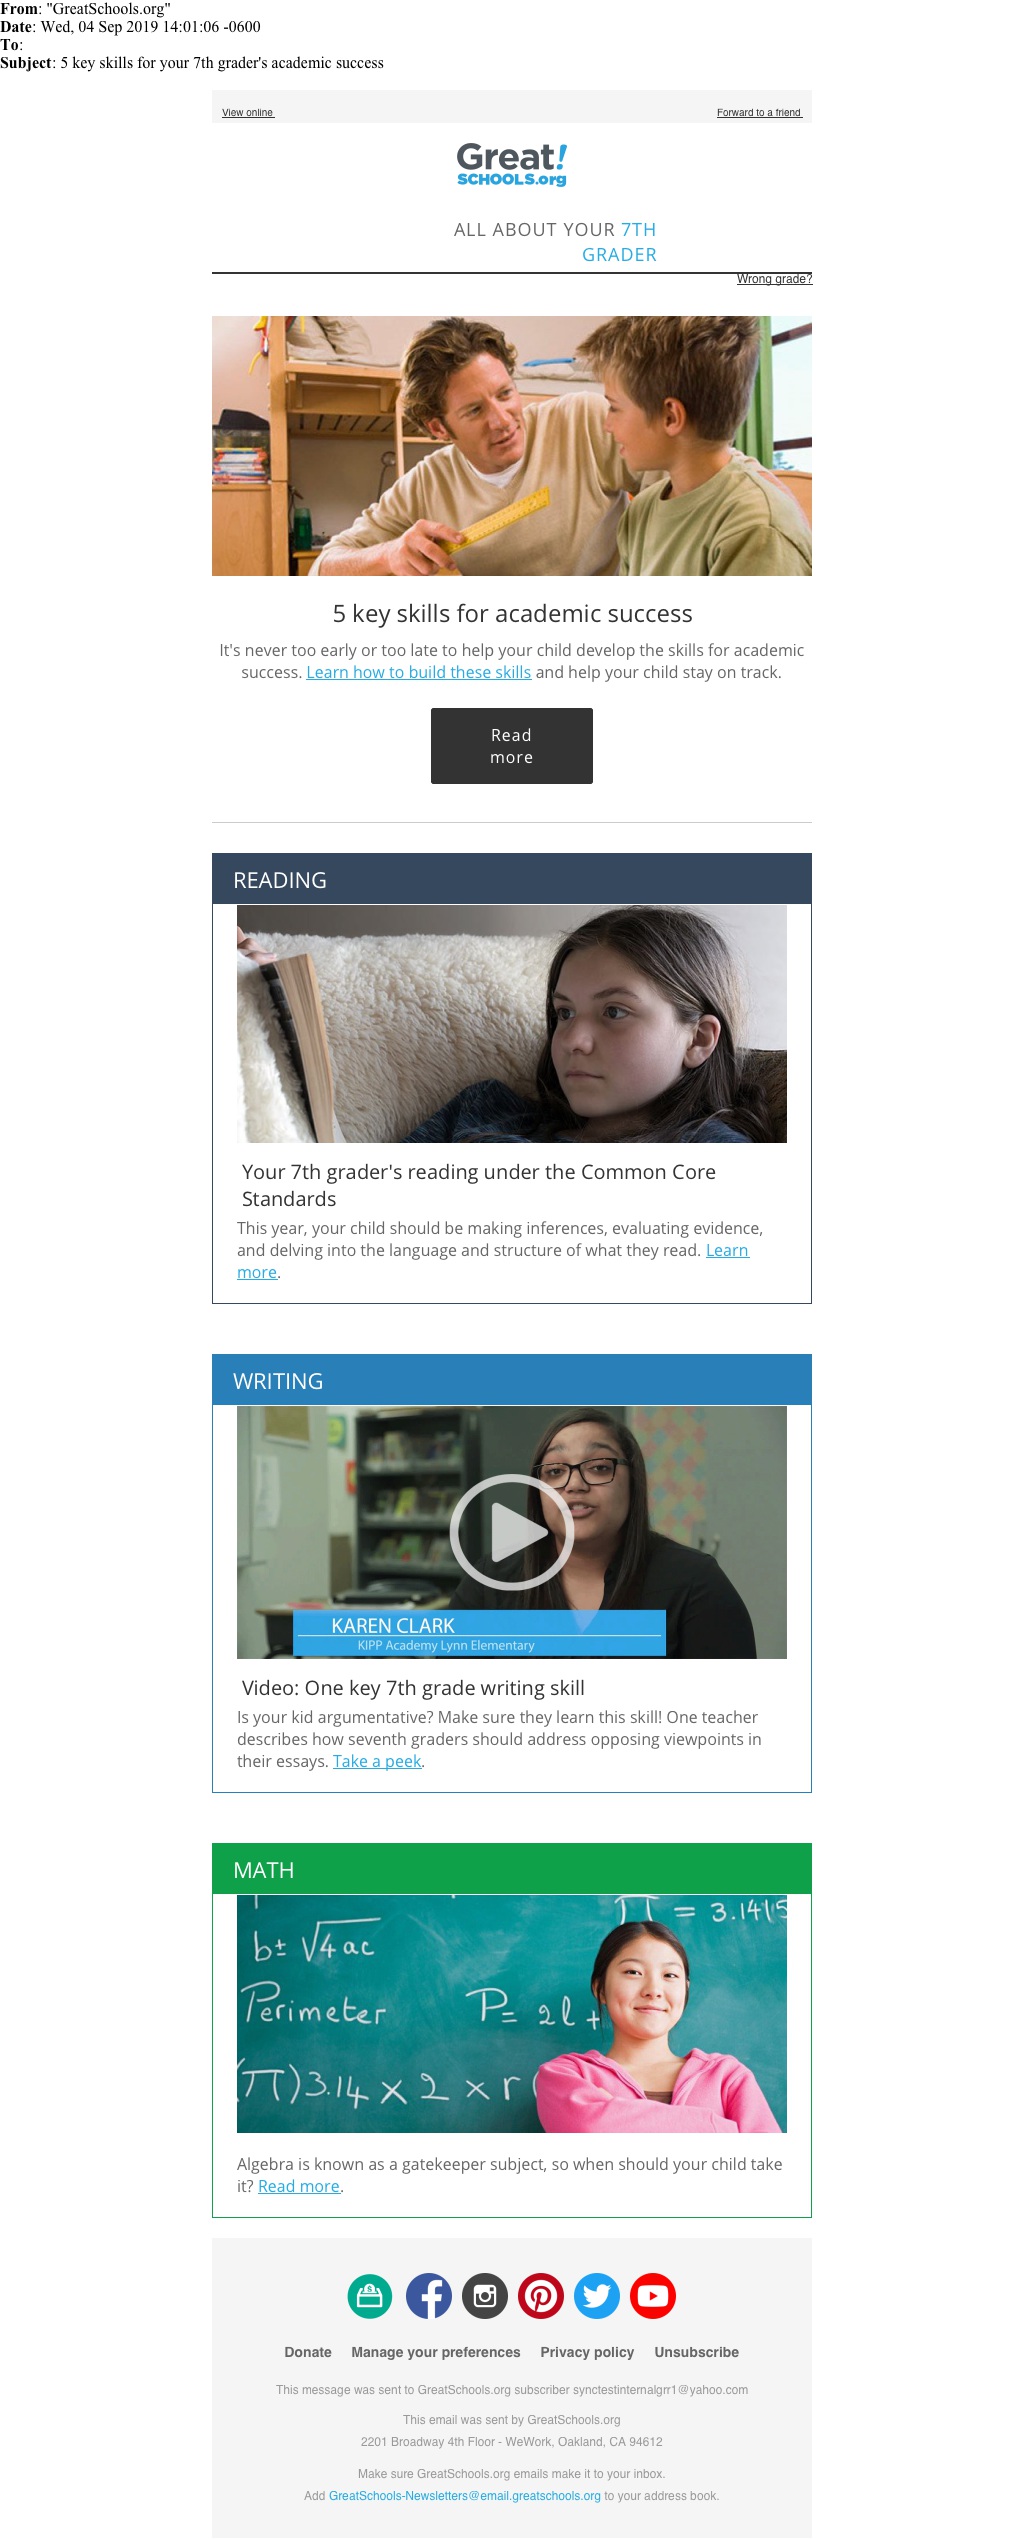 From: "GreatSchools.org"
Date: Wed, 04 Sep 2019 14:01:06 -0600
To:
Subject: 5 key skills for your 7th grader's academic success
View online
Forward to a friend
Great!
SCHOOLS.org
ALL ABOUT YOUR 7TH
GRADER
Wrong grade?
5 key skills for academic success
It's never too early or too late to help your child develop the skills for academic
success. Learn how to build these skills and help your child stay on track.
Read
more
READING
Your 7th grader's reading under the Common Core
Standards
This year, your child should be making inferences, evaluating evidence,
and delving into the language and structure of what they read. Learn
more.
WRITING
KAREN CLARK
KIPP Academy Lynn Elementary
Video: One key 7th grade writing skill
Is your kid argumentative? Make sure they learn this skill! One teacher
describes how seventh graders should address opposing viewpoints in
their essays. Take a peek.
MATH
π = 3.1415
b± √4ac
Perimeter P= 2l +
(π)3.14 x 2 x r (
Algebra is known as a gatekeeper subject, so when should your child take
it? Read more.
Donate Manage your preferences Privacy policy Unsubscribe
This message was sent to GreatSchools.org subscriber synctestinternalgrr1@yahoo.com
This email was sent by GreatSchools.org
2201 Broadway 4th Floor - WeWork, Oakland, CA 94612
Make sure GreatSchools.org emails make it to your inbox.
Add GreatSchools-Newsletters@email.greatschools.org to your address book.